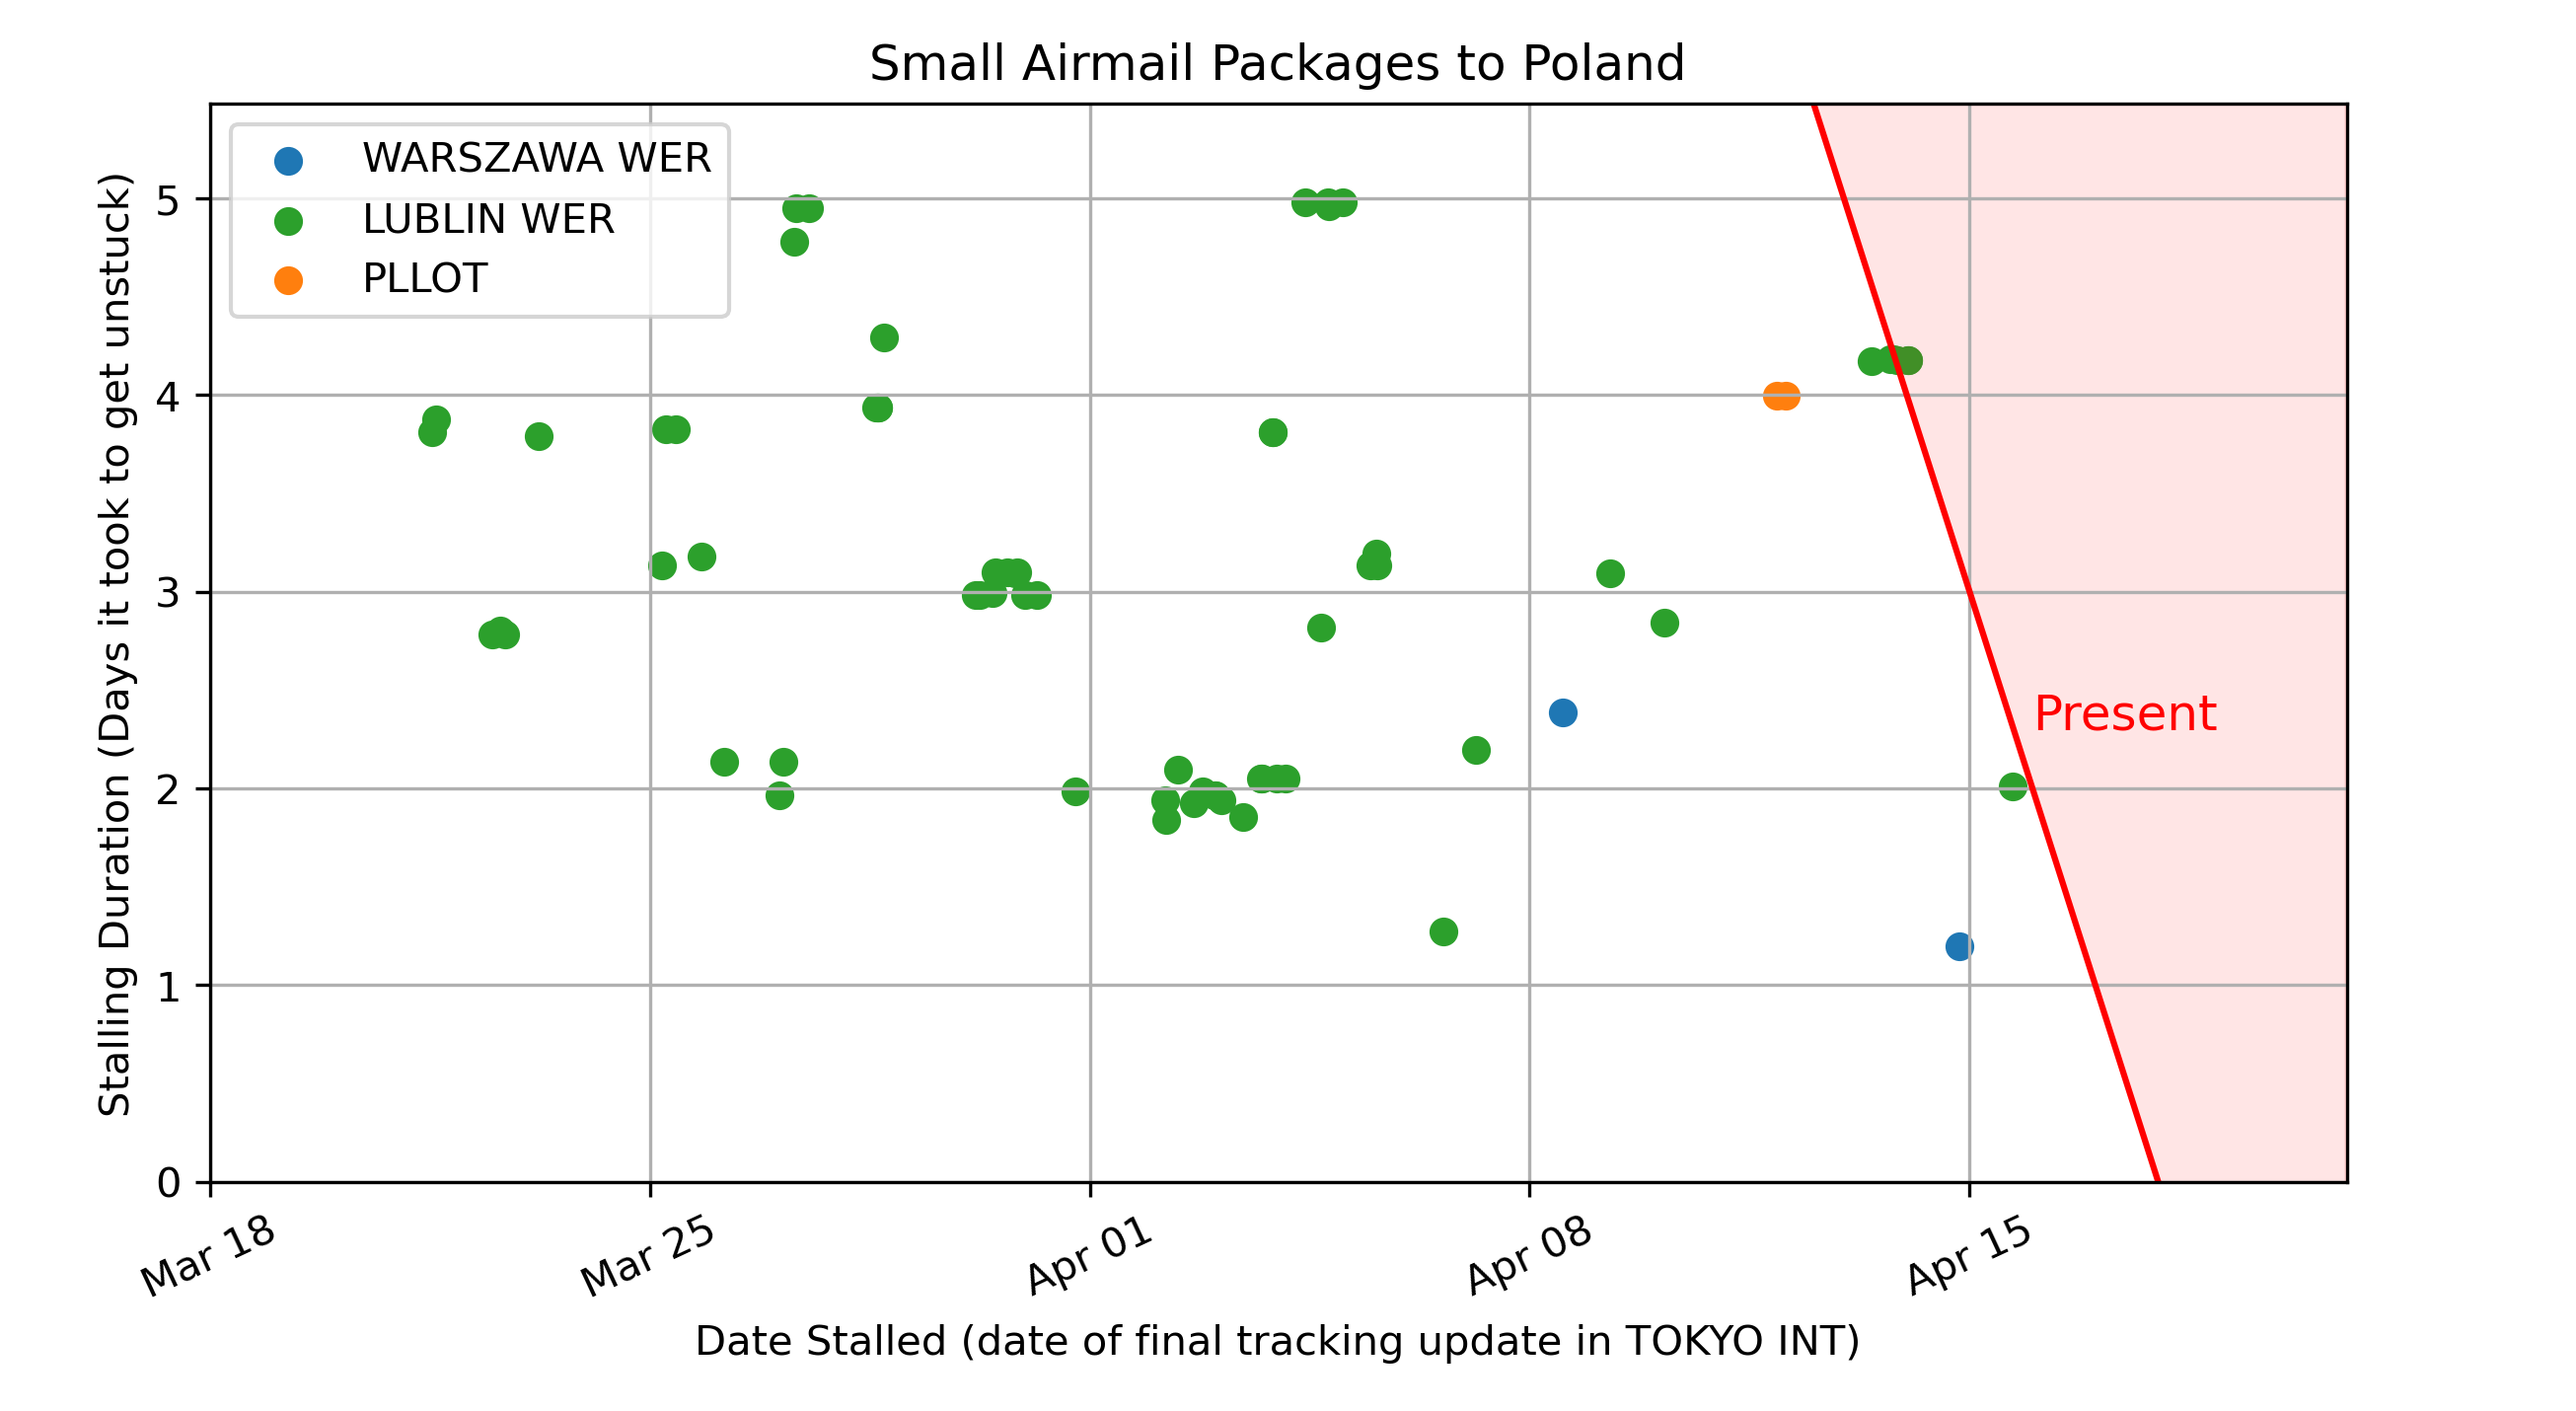 Small Airmail Packages to Poland
WARSZAWA WER
LUBLIN WER
PLLOT
Stalling Duration (Days it took to get unstuck)
5
4
3
2
1
0
Present
Mar 18
Mar 25
Apr 01
Apr 08
Apr 15
Date Stalled (date of final tracking update in TOKYO INT)